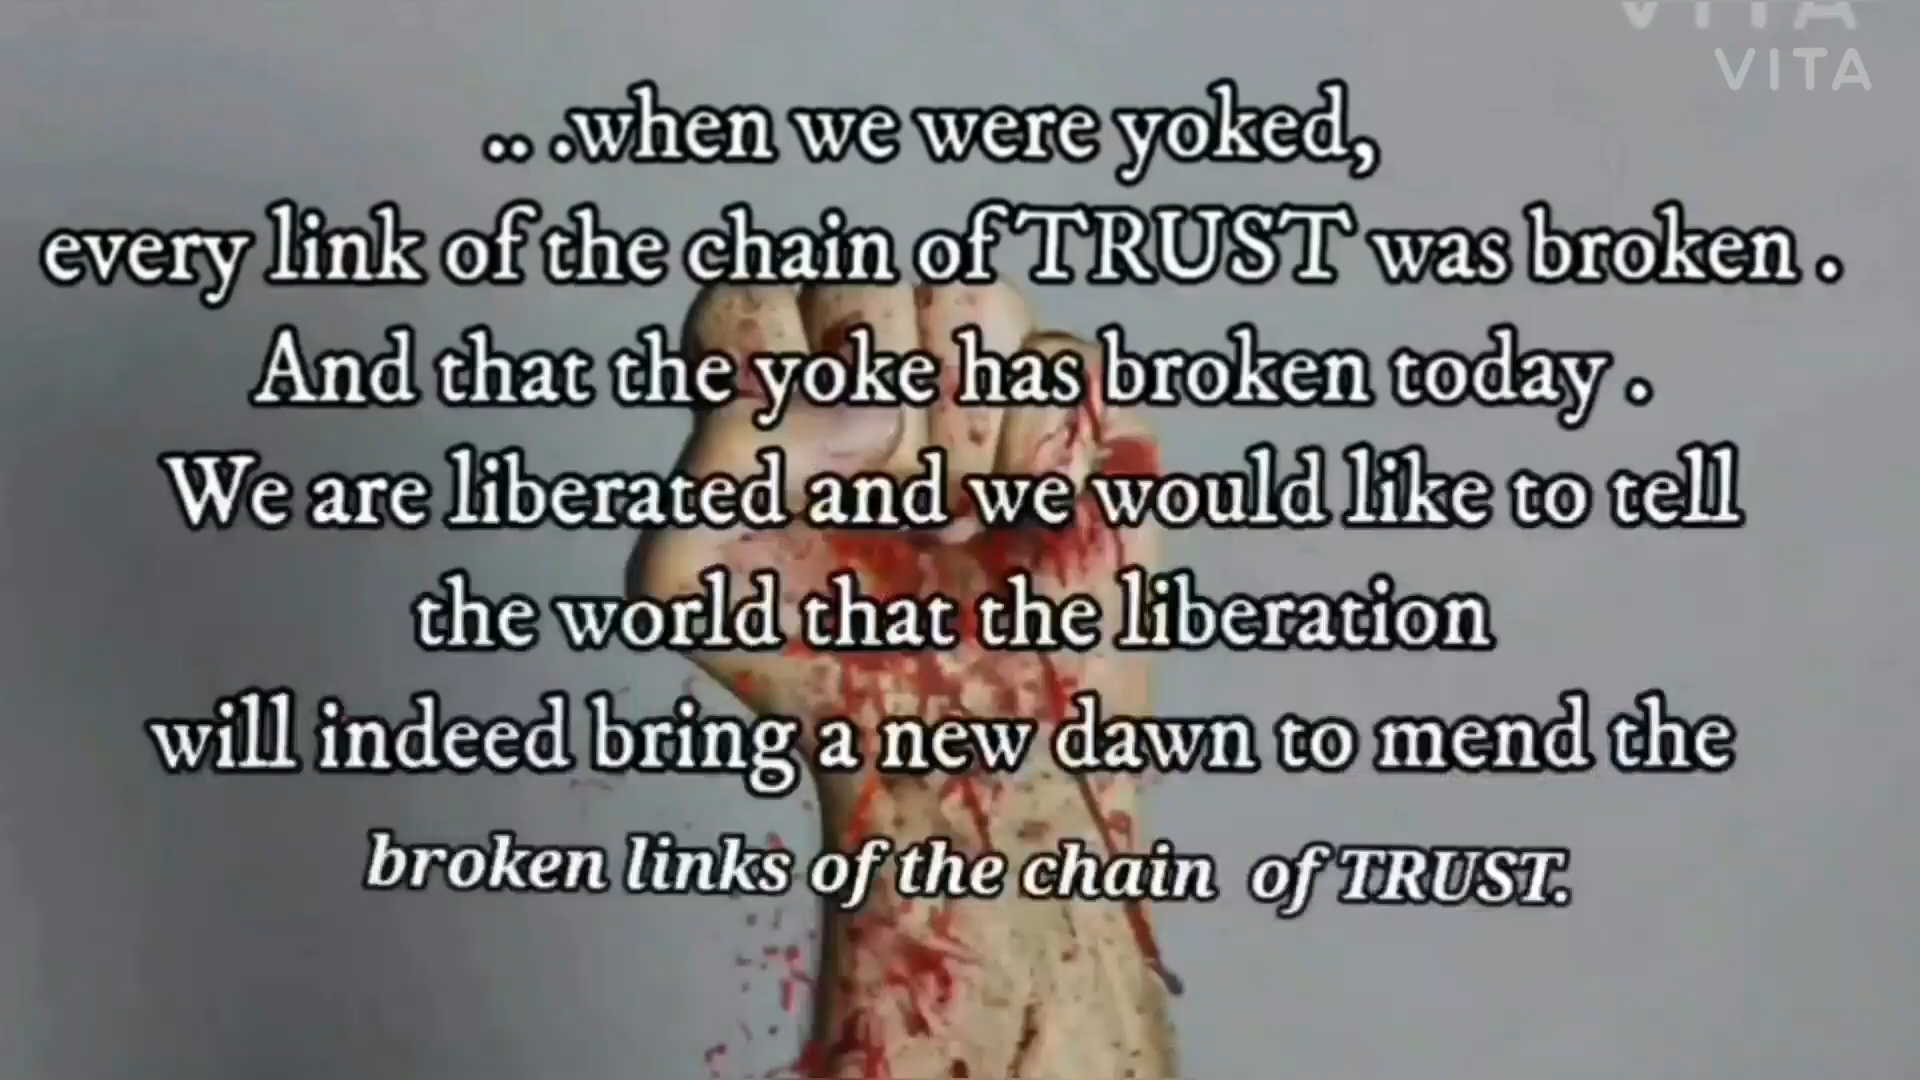 VITA
VITA
.. .when we were yoked,
every link of the chain of TRUST was broken .
And that the yoke has broken today .
We are liberated and we would like to tell
the world that the liberation
will indeed bring a new dawn to mend the
broken links of the chain of TRUST.